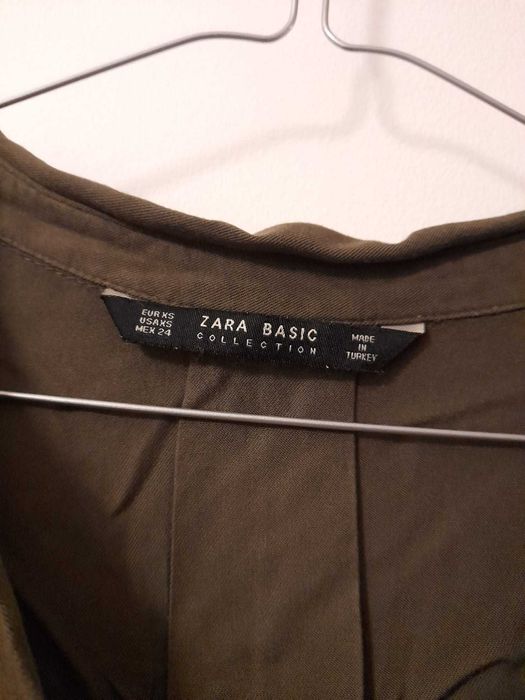 EUR XS
USA XS
MEX 24
ZARA BASIC
COLLECTION
MADE
IN
TURKEY